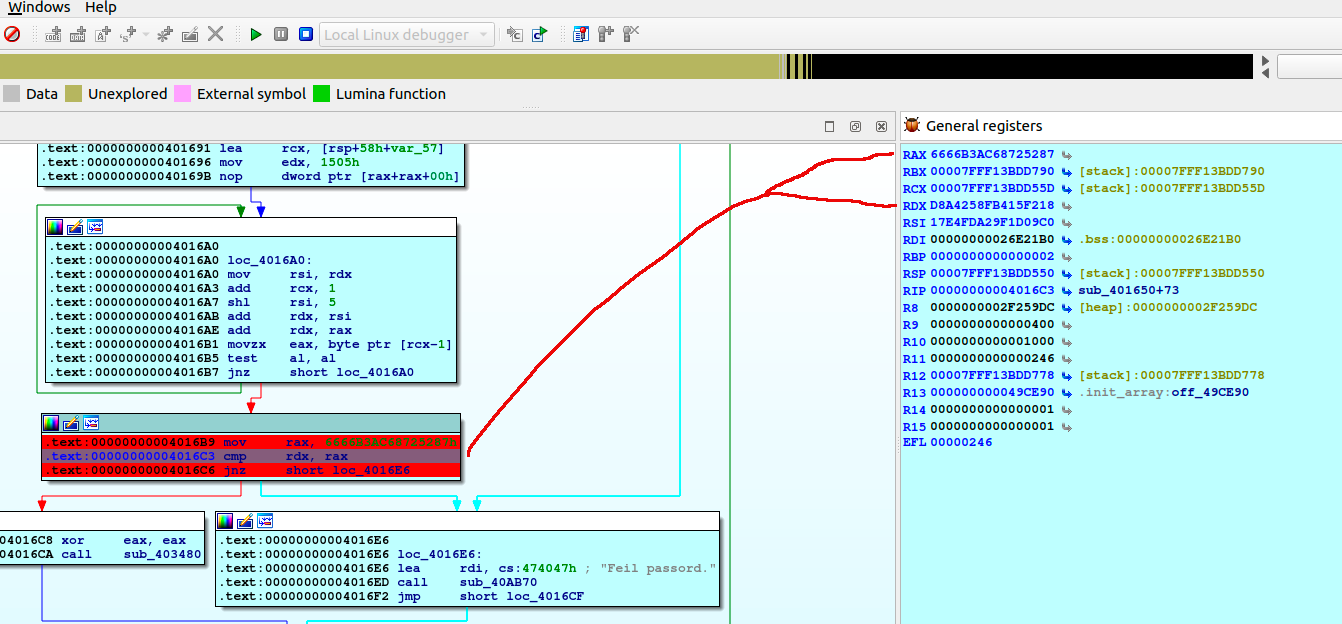 Windows Help
Local Linux debugger
Data Unexplored External symbol Lumina function
General registers
.text:0000000000401691 lea rcx, [rsp+58h+var_57]
.text:0000000000401696 mov edx, 1505h
.text:000000000040169B nop dword ptr [rax+rax+00h]
.text:00000000004016A0
.text:00000000004016A0 loc_4016A0:
.text:00000000004016A0 mov rsi, rdx
.text:00000000004016A3 add rcx, 1
.text:00000000004016A7 shl rsi, 5
.text:00000000004016AB add rdx, rsi
.text:00000000004016AE add rdx, rax
.text:00000000004016B1 movzx eax, byte ptr [rcx-1]
.text:00000000004016B5 test al, al
.text:00000000004016B7 jnz short loc_4016A0
.text:00000000004016B9 mov rax, 6666B3AC68725287h
.text:00000000004016C3 cmp rdx, rax
.text:00000000004016C6 jnz short loc_4016E6
04016C8 xor eax, eax
04016CA call sub_403480
.text:00000000004016E6
.text:00000000004016E6 loc_4016E6:
.text:00000000004016E6 lea rdi, cs:474047h ; "Feil passord."
.text:00000000004016ED call sub_40AB70
.text:00000000004016F2 jmp short loc_4016CF
RAX 6666B3AC68725287
RBX 00007FFF13BDD790 [stack]:00007FFF13BDD790
RCX 00007FFF13BDD55D [stack]:00007FFF13BDD55D
RDX D8A4258FB415F218
RSI 17E4FDA29F1D09C0
RDI 00000000026E21B0 .bss:00000000026E21B0
RBP 0000000000000002
RSP 00007FFF13BDD550 [stack]:00007FFF13BDD550
RIP 00000000004016C3 sub_401650+73
R8 0000000002F259DC [heap]:0000000002F259DC
R9 0000000000000400
R10 0000000000001000
R11 0000000000000246
R12 00007FFF13BDD778 [stack]:00007FFF13BDD778
R13 000000000049CE90 .init_array:off_49CE90
R14 0000000000000001
R15 0000000000000001
EFL 00000246